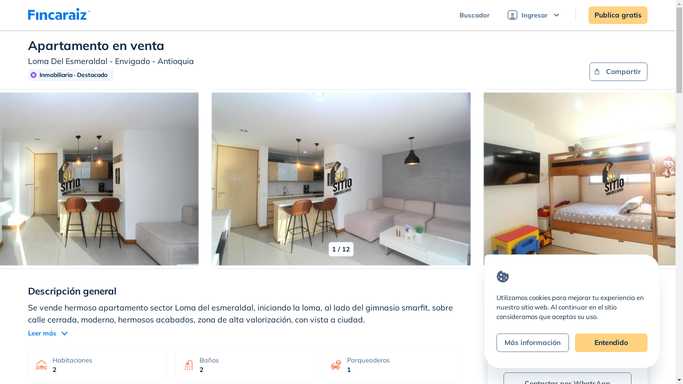 Fincaraiz
Buscador
Ingresar
Publica gratis
Apartamento en venta
Loma Del Esmeraldal - Envigado - Antioquia
Inmobiliaria · Destacado
Compartir
SITIO
SITIO
SITIO
1 / 12
Descripción general
Se vende hermoso apartamento sector Loma del esmeraldal, iniciando la loma, al lado del gimnasio smarfit, sobre
calle cerrada, moderno, hermosos acabados, zona de alta valorización, con vista a ciudad.
Leer más
Habitaciones
2
Baños
2
Parqueaderos
1
Utilizamos cookies para mejorar tu experiencia en
nuestro sitio web. Al continuar en el sitio
consideramos que aceptas su uso.
Más información
Entendido
Contactar por WhatsApp